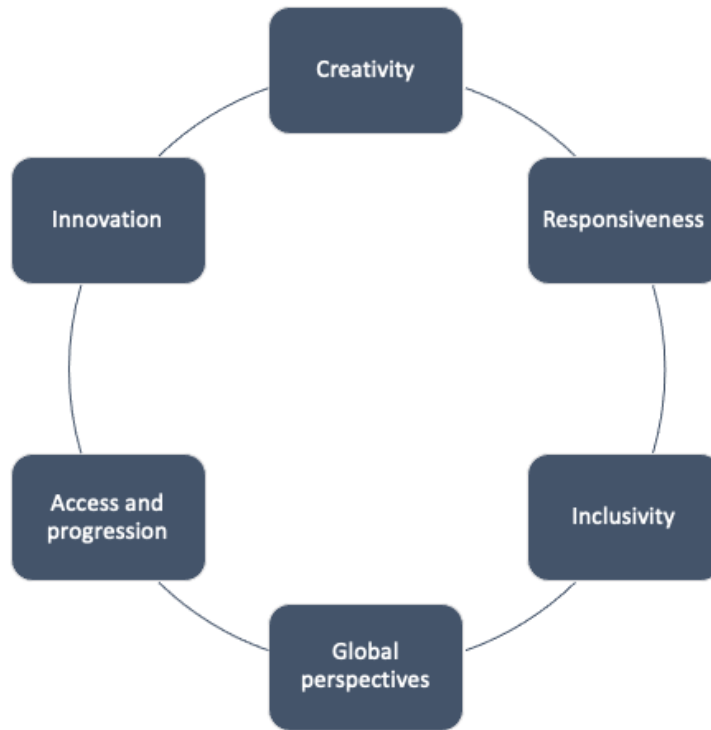 Creativity
Responsiveness
Inclusivity
Global
perspectives
Access and
progression
Innovation